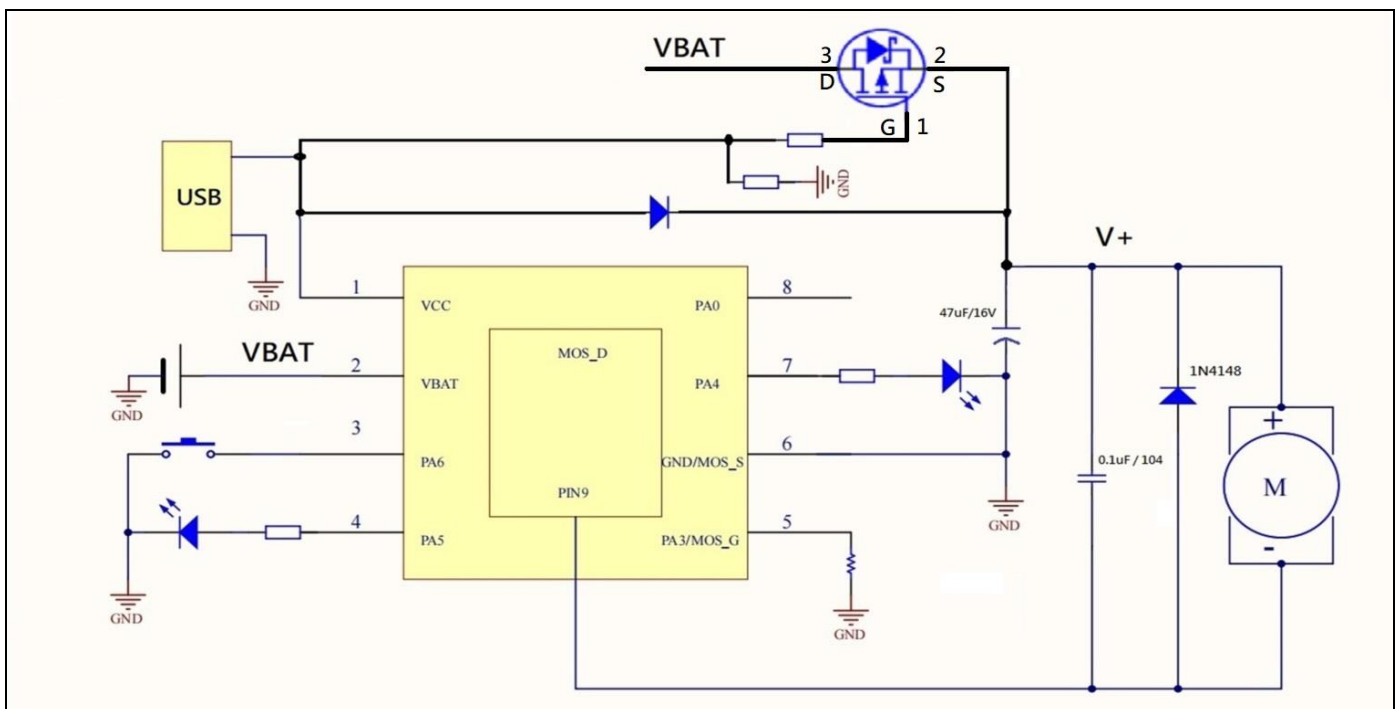 VBAT
3
2
D
S
G 1
USB
GND
V+
GND
1
VCC
PA0
8
47uF/16V
VBAT
MOS_D
2
VBAT
PA4
7
1N4148
GND
+
3
PA6
GND/MOS_S
6
0.1uF / 104
M
PIN9
GND
4
PA5
PA3/MOS_G
5
-
GND
GND